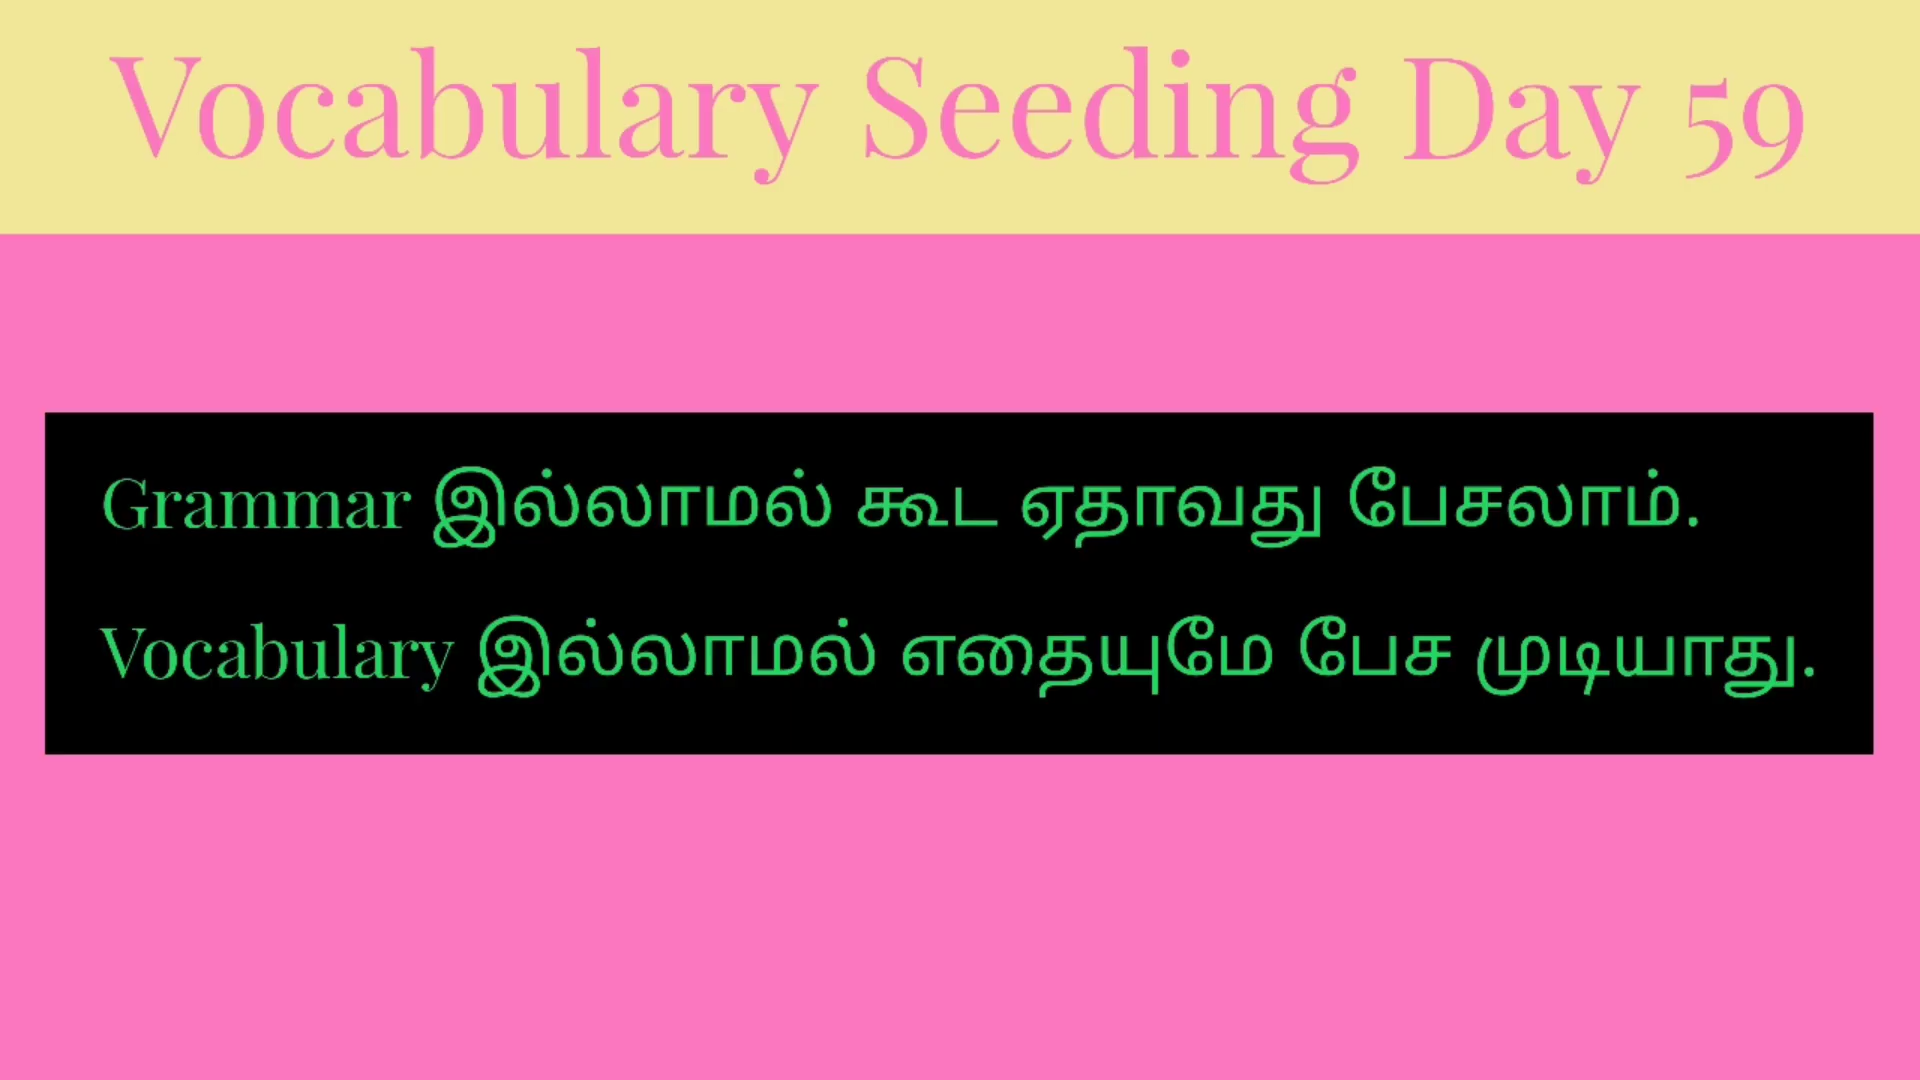 Vocabulary Seeding Day 59
Grammar இல்லாமல் கூட ஏதாவது பேசலாம்.
Vocabulary இல்லாமல் எதையுமே பேச முடியாது.